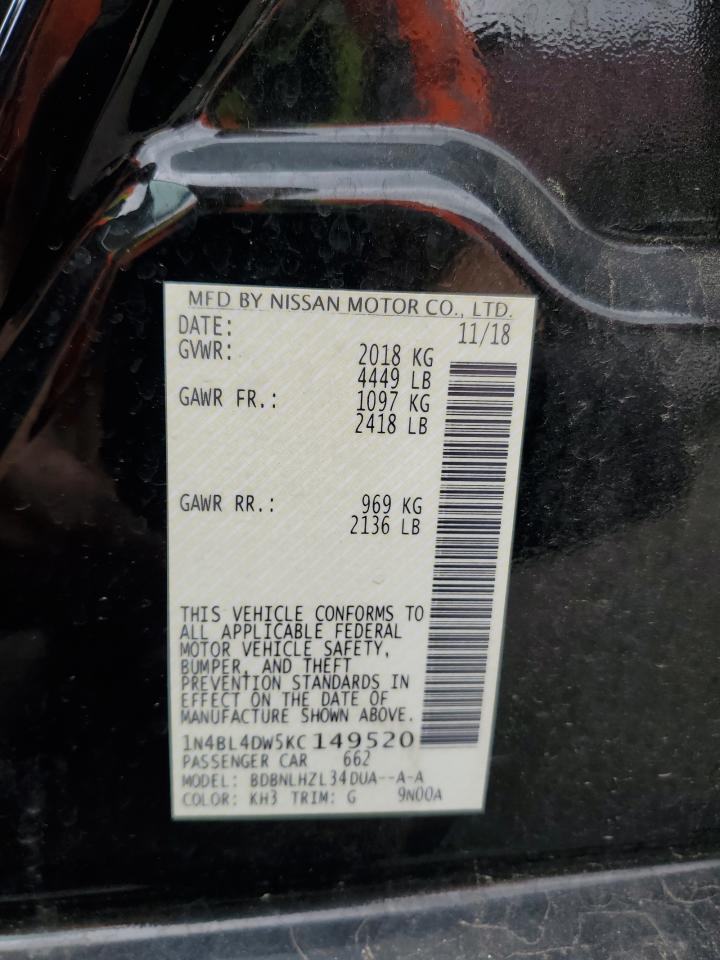 MFD BY NISSAN MOTOR CO., LTD.
DATE: 11/18
GVWR: 2018 KG
4449 LB
GAWR FR.: 1097 KG
2418 LB
GAWR RR.: 969 KG
2136 LB
THIS VEHICLE CONFORMS TO
ALL APPLICABLE FEDERAL
MOTOR VEHICLE SAFETY,
BUMPER, AND THEFT
PREVENTION STANDARDS IN
EFFECT ON THE DATE OF
MANUFACTURE SHOWN ABOVE.
1N4BL4DW5KC149520
PASSENGER CAR 662
MODEL: BDBNLHZL34DUA--A-A
COLOR: KH3 TRIM: G 9N00A